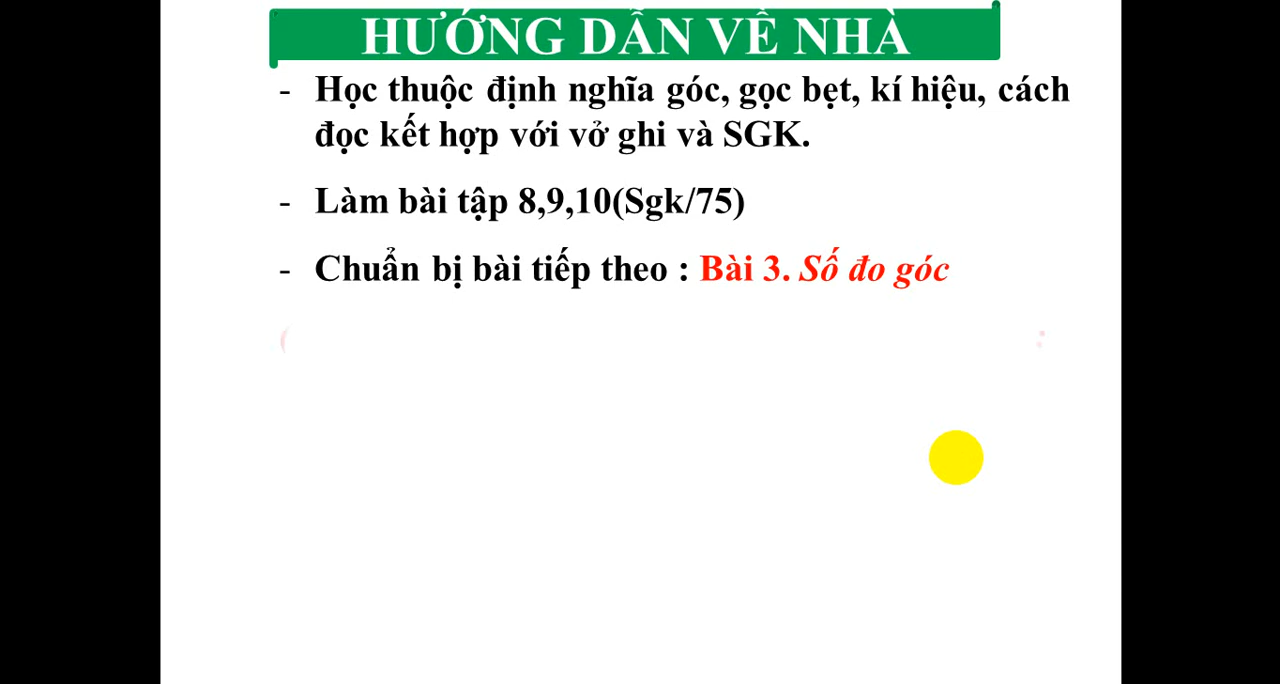 HƯỚNG DẪN VỀ NHÀ
- Học thuộc định nghĩa góc, gọc bẹt, kí hiệu, cách
đọc kết hợp với vở ghi và SGK.
- Làm bài tập 8,9,10(Sgk/75)
- Chuẩn bị bài tiếp theo : Bài 3. Số đo góc